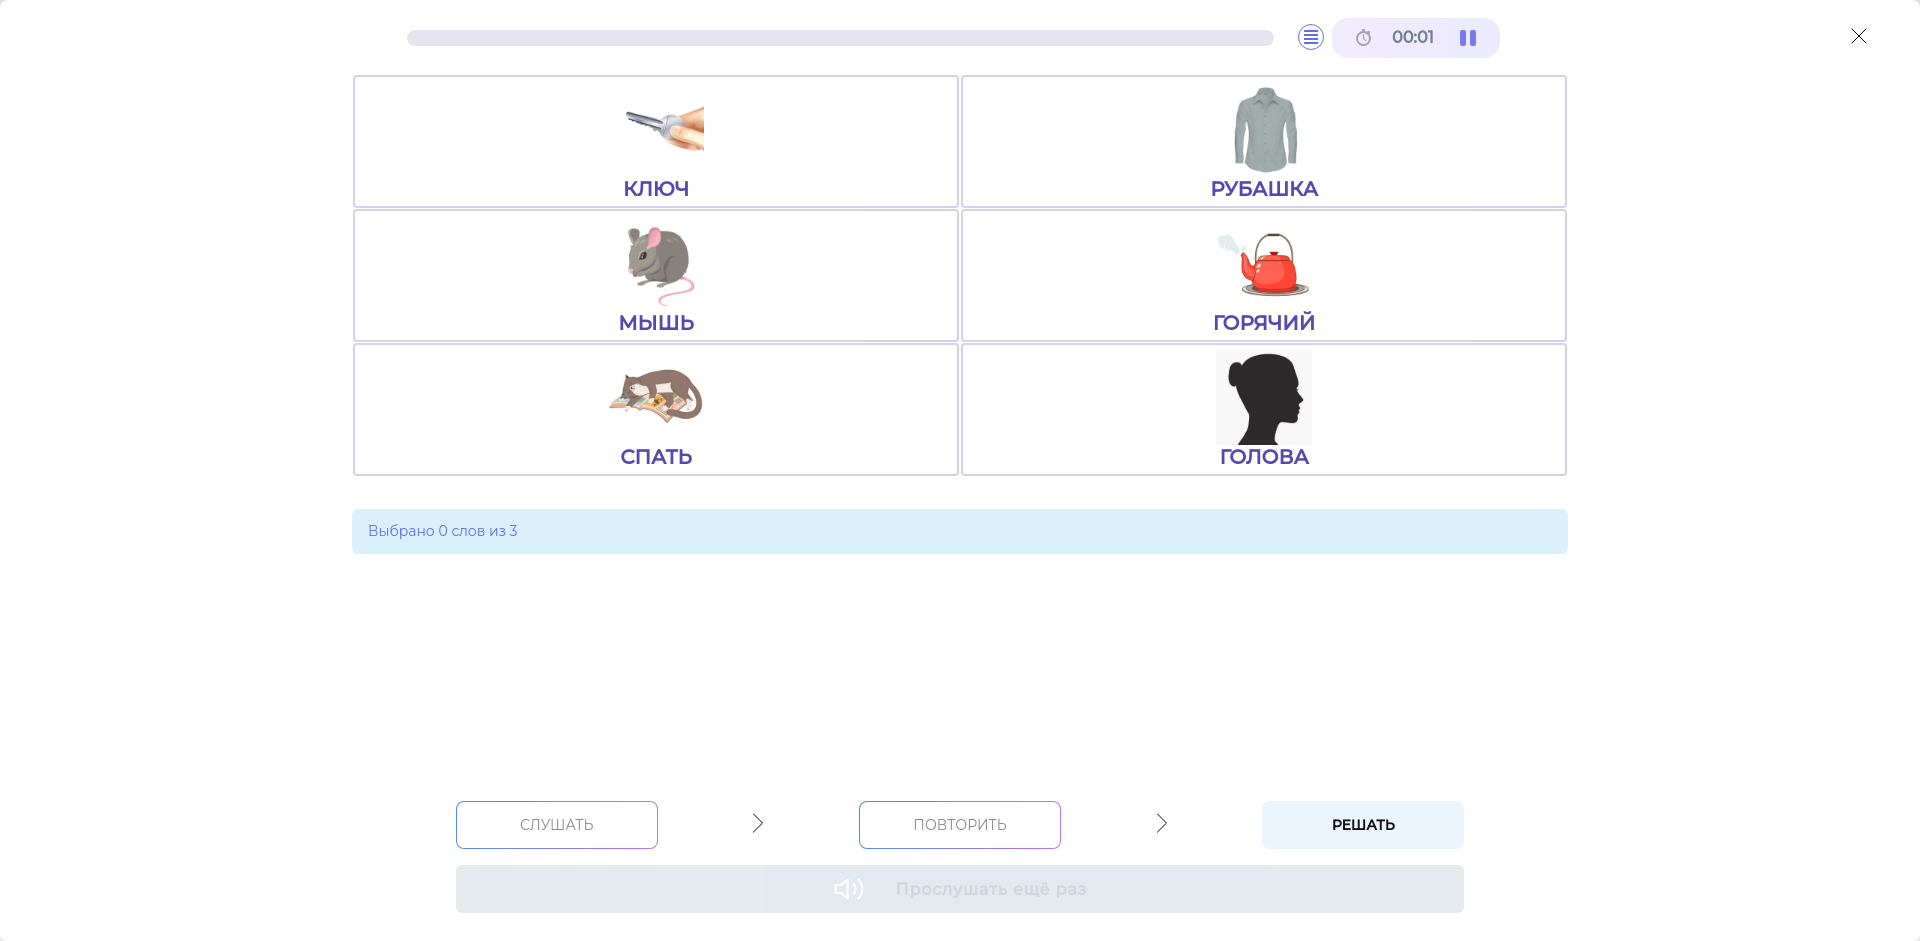 00:01
КЛЮЧ
РУБАШКА
МЫШЬ
ГОРЯЧИЙ
СПАТЬ
ГОЛОВА
Выбрано 0 слов из 3
СЛУШАТЬ
ПОВТОРИТЬ
РЕШАТЬ
Прослушать ещё раз